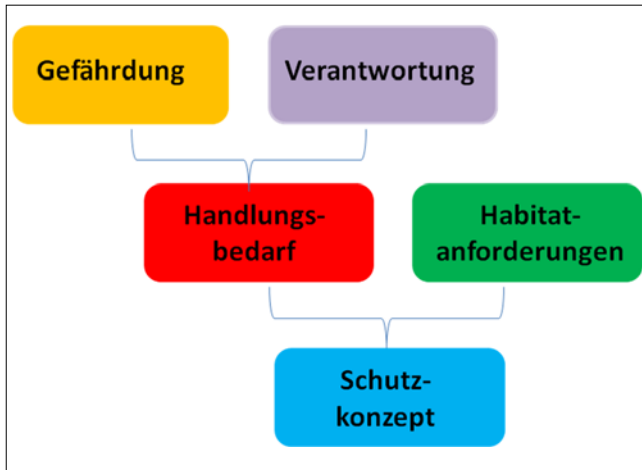 Gefährdung
Verantwortung
Handlungs-
bedarf
Habitat-
anforderungen
Schutz-
konzept